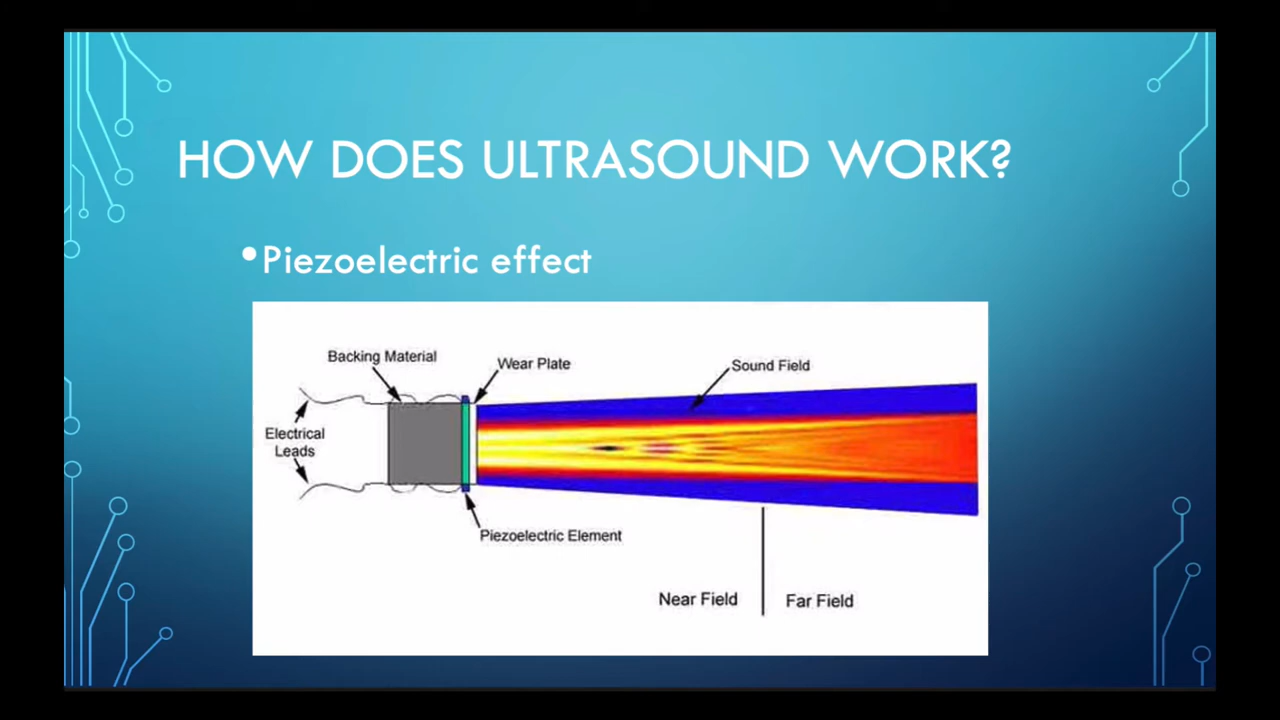 HOW DOES ULTRASOUND WORK?
•Piezoelectric effect
Backing Material
Wear Plate
Sound Field
Electrical
Leads
Piezoelectric Element
Near Field
Far Field